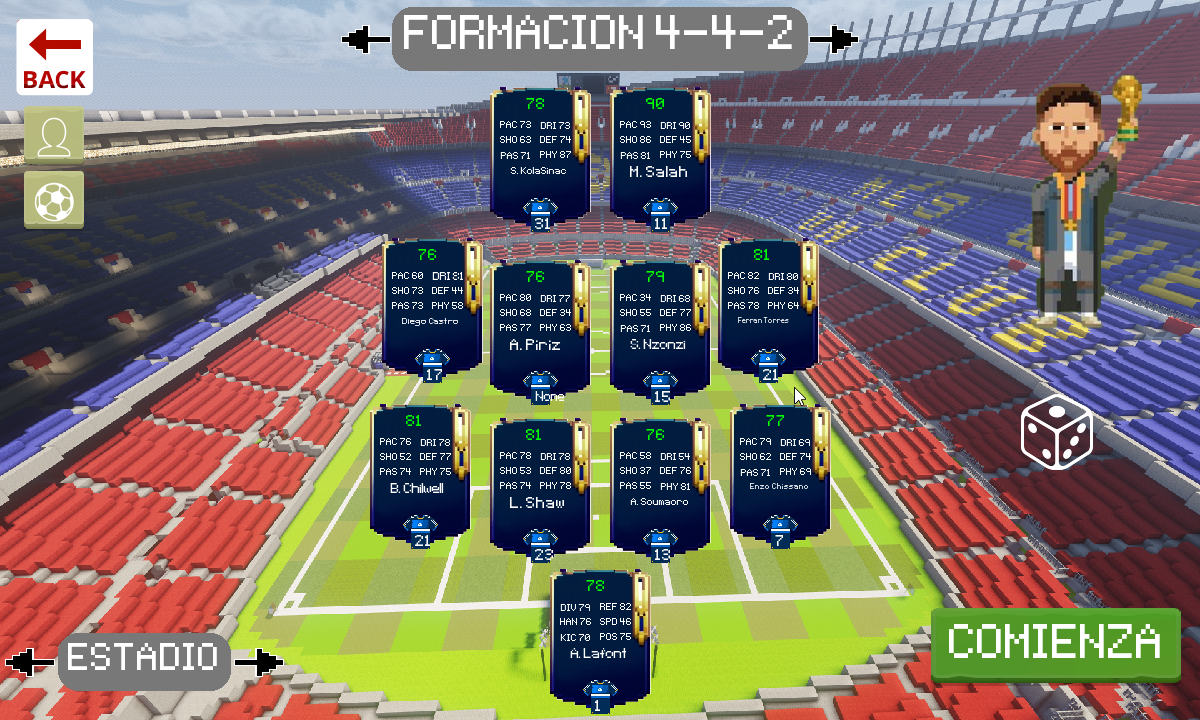 FORMACION 4-4-2
BACK
78
PAC 73 DRI 73
SHO 63 DEF 74
PAS 71 PHY 87
S. KolaSinac
31
90
PAC 93 DRI 90
SHO 86 DEF 45
PAS 81 PHY 75
M. Salah
11
76
PAC 60 DRI 81
SHO 73 DEF 44
PAS 73 PHY 58
Diego Castro
17
76
PAC 80 DRI 77
SHO 68 DEF 34
PAS 77 PHY 63
A. Piriz
None
79
PAC 34 DRI 68
SHO 55 DEF 77
PAS 71 PHY 86
S. Nzonzi
15
81
PAC 82 DRI 80
SHO 76 DEF 34
PAS 78 PHY 64
Ferran Torres
21
81
PAC 76 DRI 78
SHO 52 DEF 77
PAS 74 PHY 75
B. Chilwell
21
81
PAC 78 DRI 78
SHO 53 DEF 80
PAS 74 PHY 78
L. Shaw
23
76
PAC 58 DRI 54
SHO 37 DEF 76
PAS 55 PHY 81
A. Soumaoro
13
77
PAC 79 DRI 69
SHO 62 DEF 74
PAS 71 PHY 69
Enzo Chissano
7
78
DIV 79 REF 82
HAN 76 SPD 46
KIC 70 POS 75
A. Lafont
1
ESTADIO
COMIENZA